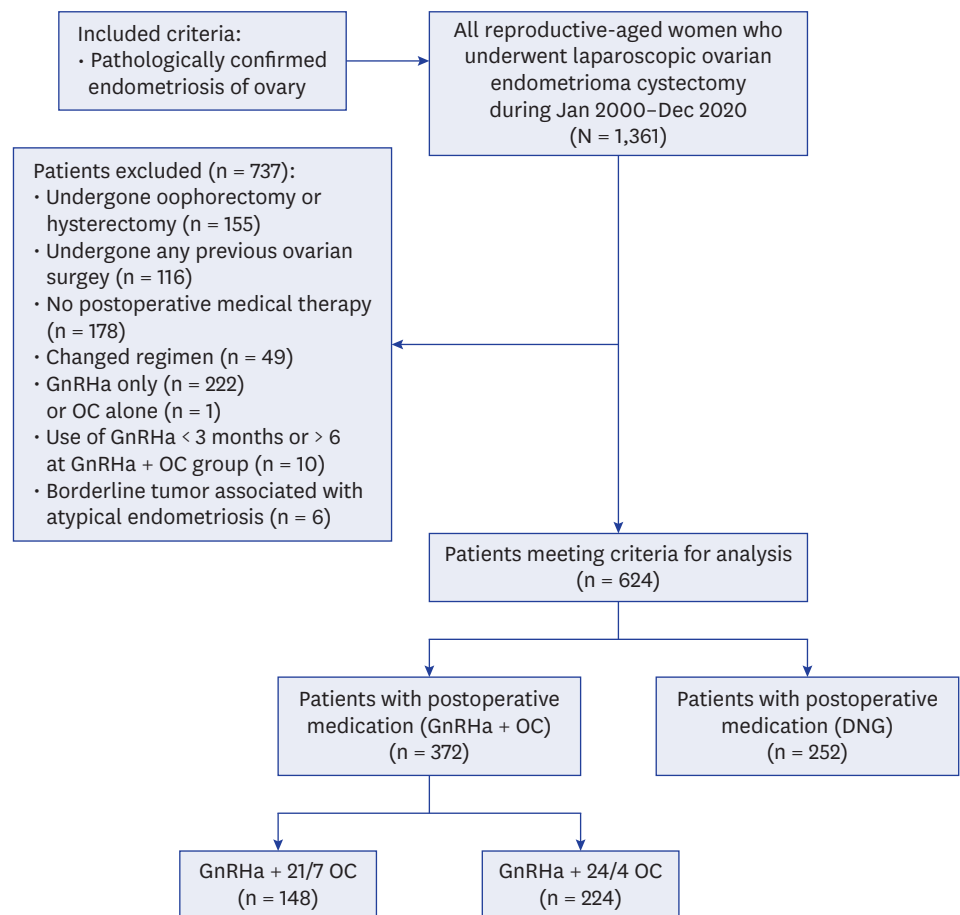 Included criteria:
· Pathologically confirmed
endometriosis of ovary
All reproductive-aged women who
underwent laparoscopic ovarian
endometrioma cystectomy
during Jan 2000–Dec 2020
(N = 1,361)
Patients excluded (n = 737):
· Undergone oophorectomy or
hysterectomy (n = 155)
· Undergone any previous ovarian
surgey (n = 116)
· No postoperative medical therapy
(n = 178)
· Changed regimen (n = 49)
· GnRHa only (n = 222)
or OC alone (n = 1)
· Use of GnRHa < 3 months or > 6
at GnRHa + OC group (n = 10)
· Borderline tumor associated with
atypical endometriosis (n = 6)
Patients meeting criteria for analysis
(n = 624)
Patients with postoperative
medication (GnRHa + OC)
(n = 372)
Patients with postoperative
medication (DNG)
(n = 252)
GnRHa + 21/7 OC
(n = 148)
GnRHa + 24/4 OC
(n = 224)